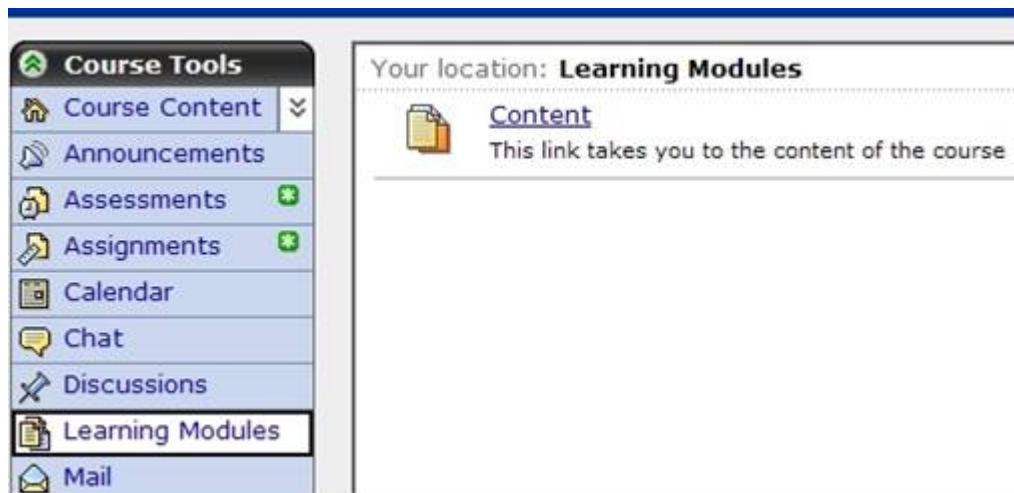 Course Tools
Course Content
Announcements
Assessments
Assignments
Calendar
Chat
Discussions
Learning Modules
Mail
Your location: Learning Modules
Content
This link takes you to the content of the course